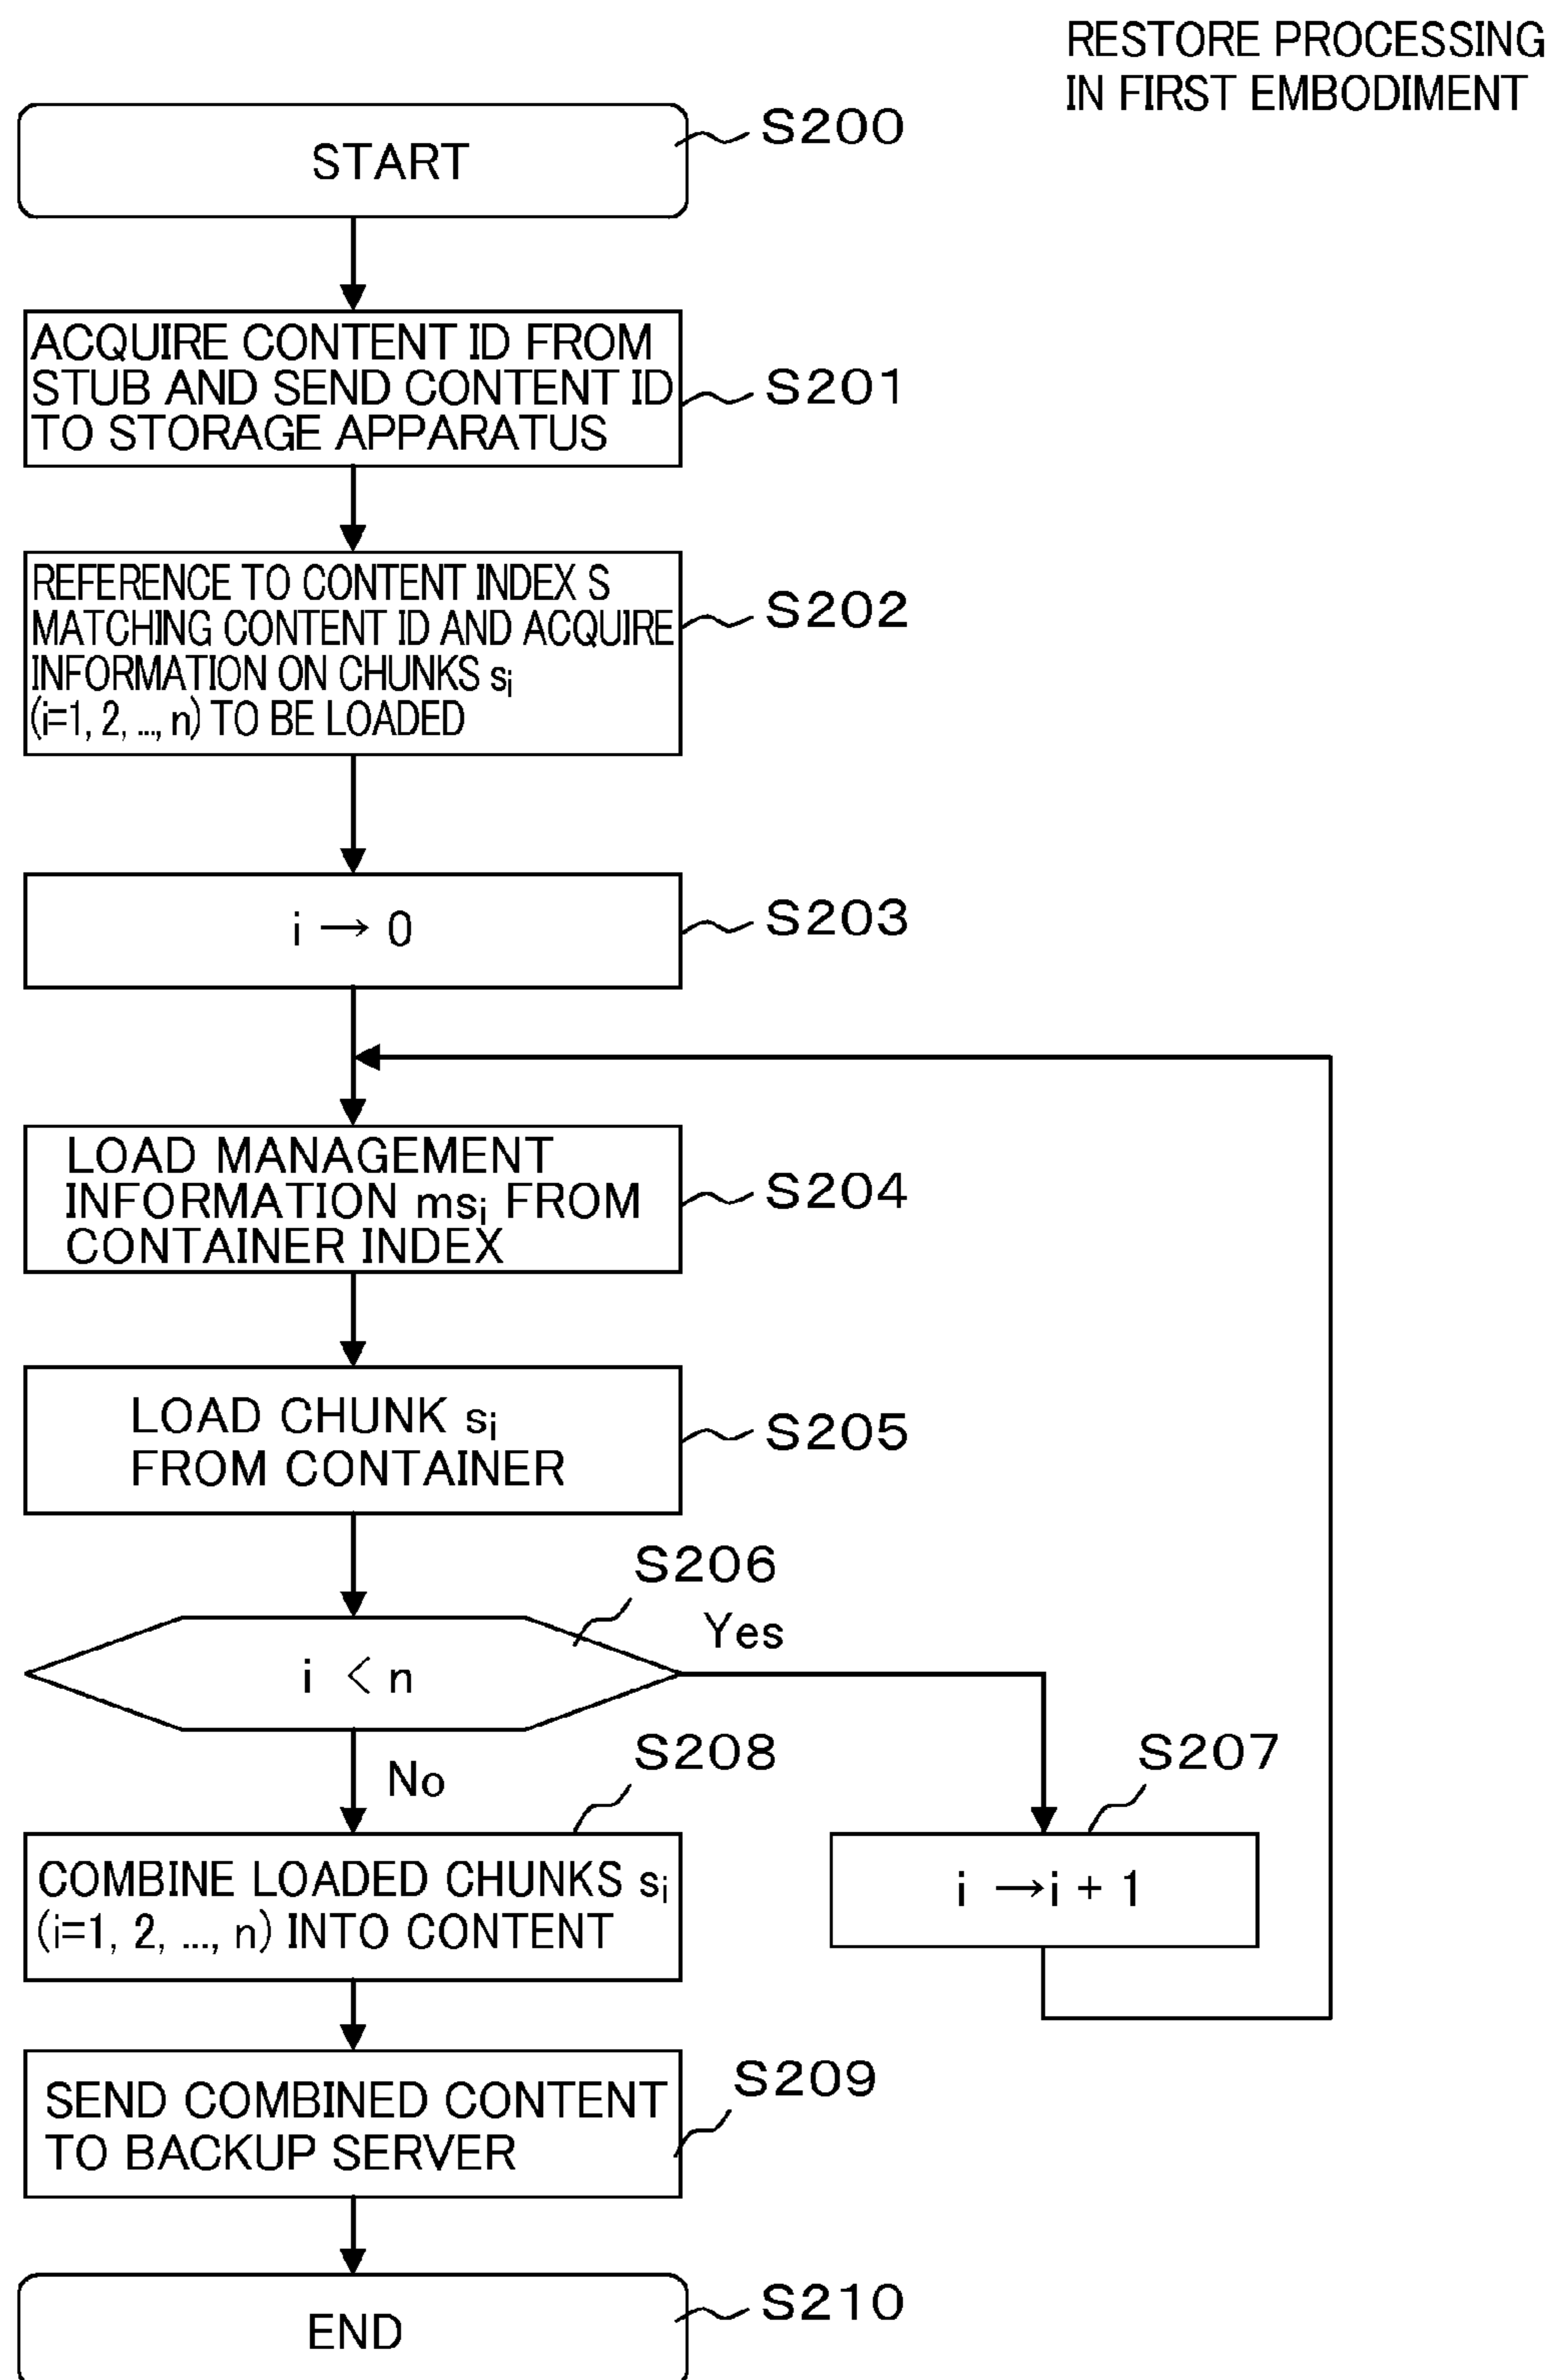 RESTORE PROCESSING
IN FIRST EMBODIMENT
START
S200
ACQUIRE CONTENT ID FROM
STUB AND SEND CONTENT ID
TO STORAGE APPARATUS
S201
REFERENCE TO CONTENT INDEX S
MATCHING CONTENT ID AND ACQUIRE
INFORMATION ON CHUNKS si
(i=1, 2, ..., n) TO BE LOADED
S202
i → 0
S203
LOAD MANAGEMENT
INFORMATION msi FROM
CONTAINER INDEX
S204
LOAD CHUNK si
FROM CONTAINER
S205
S206
i < n
Yes
No
S208
S207
COMBINE LOADED CHUNKS si
(i=1, 2, ..., n) INTO CONTENT
i → i + 1
SEND COMBINED CONTENT
TO BACKUP SERVER
S209
END
S210